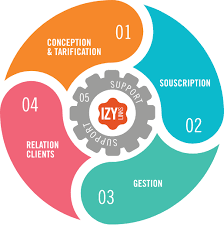 CONCEPTION
& TARIFICATION
01
SOUSCRIPTION
02
GESTION
03
RELATION
CLIENTS
04
05
SUPPORT
SUPPORT
IZY